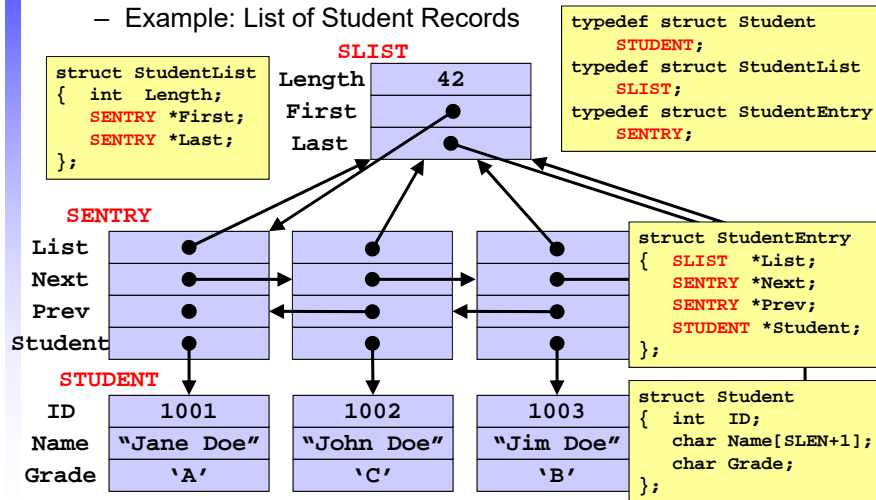 – Example: List of Student Records
SLIST
struct StudentList
{ int Length;
SENTRY *First;
SENTRY *Last;
};
Length 42
First
Last
typedef struct Student
STUDENT;
typedef struct StudentList
SLIST;
typedef struct StudentEntry
SENTRY;
SENTRY
List
Next
Prev
Student
struct StudentEntry
{ SLIST *List;
SENTRY *Next;
SENTRY *Prev;
STUDENT *Student;
};
STUDENT
ID 1001 1002 1003
Name “Jane Doe” “John Doe” “Jim Doe”
Grade ‘A’ ‘C’ ‘B’
struct Student
{ int ID;
char Name[SLEN+1];
char Grade;
};